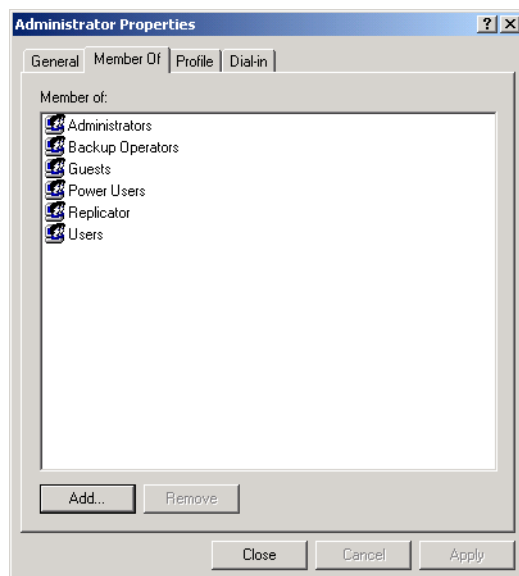 Administrator Properties
? X
General Member Of Profile Dial-in
Member of:
Administrators
Backup Operators
Guests
Power Users
Replicator
Users
Add... Remove
Close Cancel Apply